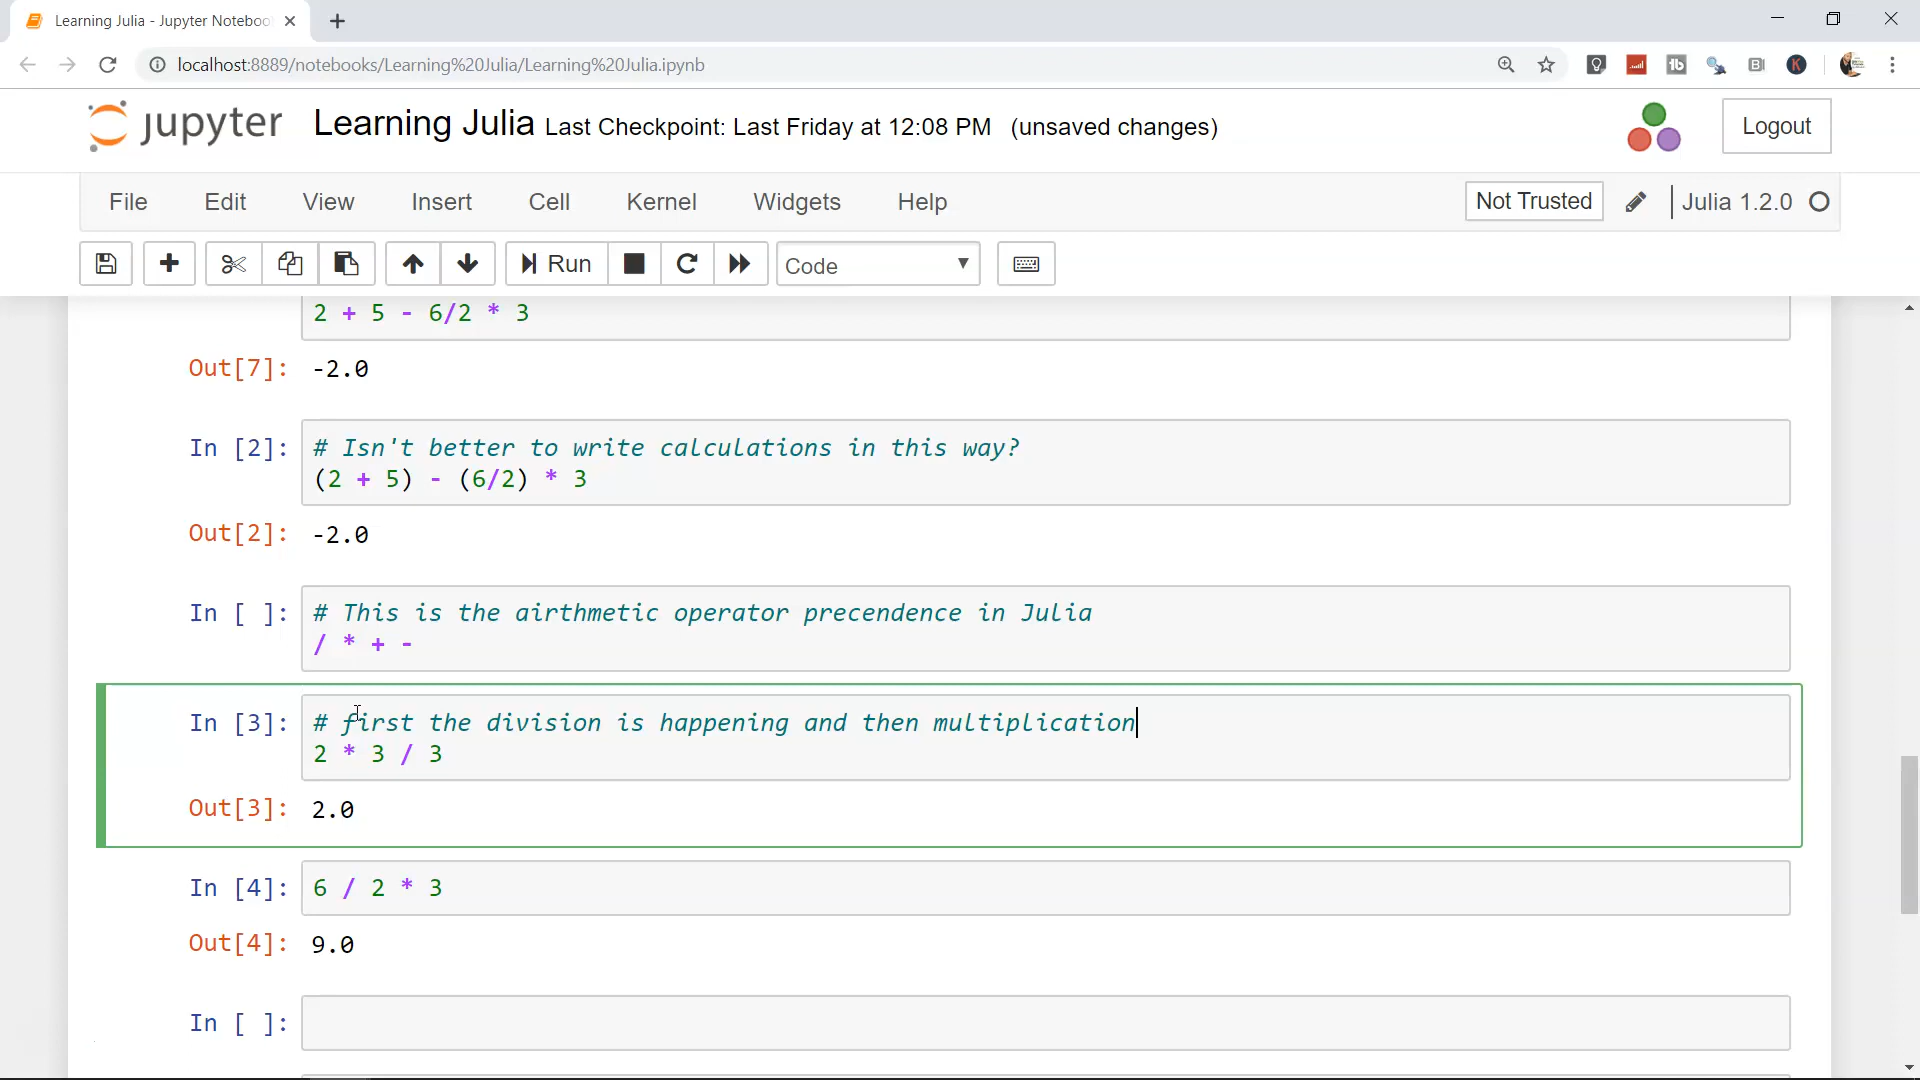 Learning Julia - Jupyter Noteboo
localhost:8889/notebooks/Learning%20Julia/Learning%20Julia.ipynb
jupyter Learning Julia Last Checkpoint: Last Friday at 12:08 PM (unsaved changes)
Logout
File Edit View Insert Cell Kernel Widgets Help
Not Trusted Julia 1.2.0
Run Code
2 + 5 - 6/2 * 3
Out[7]: -2.0
In [2]: # Isn't better to write calculations in this way?
(2 + 5) - (6/2) * 3
Out[2]: -2.0
In [ ]: # This is the airthmetic operator precendence in Julia
/ * + -
In [3]: # first the division is happening and then multiplication
2 * 3 / 3
Out[3]: 2.0
In [4]: 6 / 2 * 3
Out[4]: 9.0
In [ ]: